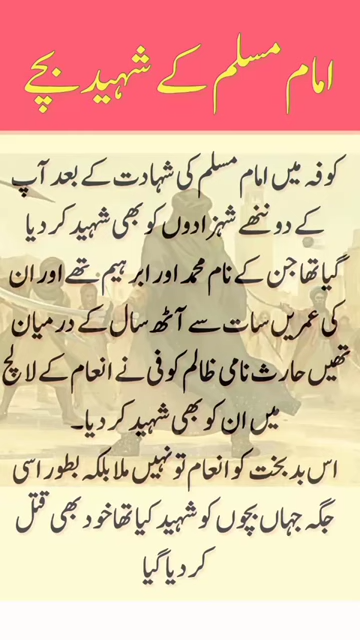 امام مسلم کے شہید بچے
کوفہ میں امام مسلم کی شہادت کے بعد آپ
کے دو ننھے شہزادوں کو بھی شہید کر دیا
گیا تھا جن کے نام محمد اور ابرہیم تھے اور ان
کی عمریں سات سے آٹھ سال کے درمیان
تھیں حارث نامی ظالم کوفی نے انعام کے لالچ
میں ان کو بھی شہید کر دیا۔
اس بدبخت کو انعام تو نہیں ملا بلکہ بطور اسی
جگہ جہاں بچوں کو شہید کیا تھا خود بھی قتل
کر دیا گیا